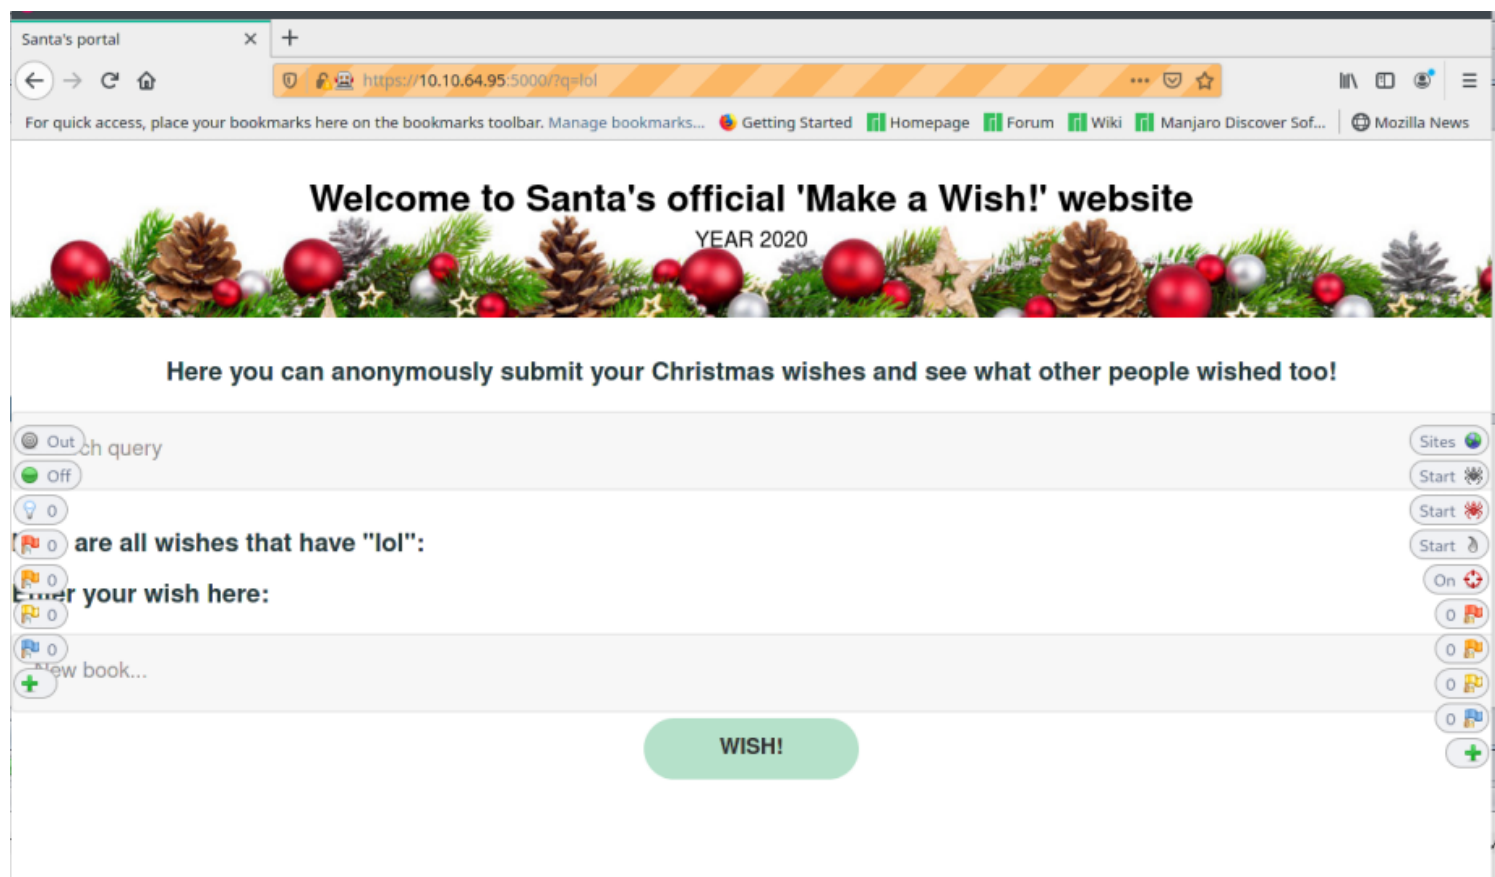 Santa's portal
https://10.10.64.95:5000/?q=lol
For quick access, place your bookmarks here on the bookmarks toolbar. Manage bookmarks... Getting Started Homepage Forum Wiki Manjaro Discover Sof... Mozilla News
Welcome to Santa's official 'Make a Wish!' website
YEAR 2020
Here you can anonymously submit your Christmas wishes and see what other people wished too!
Out
query
Sites
Off
Start
0
Start
0 are all wishes that have "lol":
Start
0
On
your wish here:
0
0
0
0
book...
0
0
WISH!